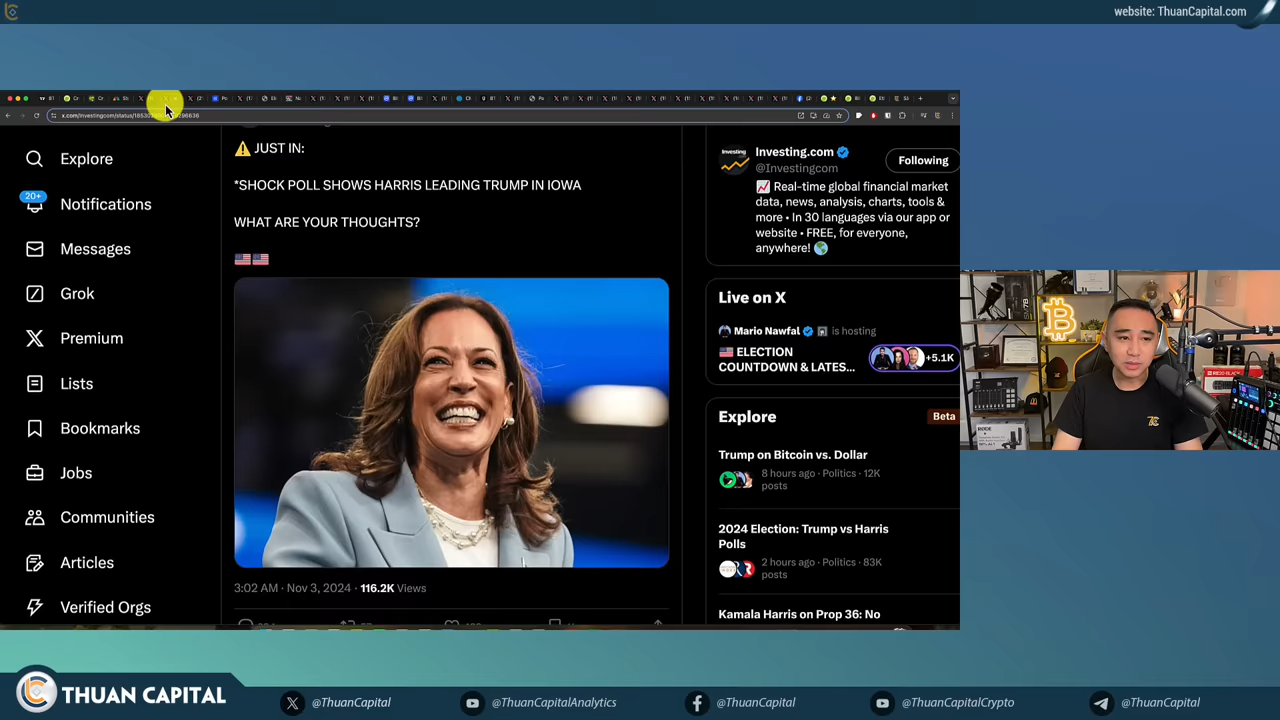 website: ThuanCapital.com
Explore
Notifications
20+
Messages
Grok
Premium
Lists
Bookmarks
Jobs
Communities
Articles
Verified Orgs
⚠️ JUST IN:
*SHOCK POLL SHOWS HARRIS LEADING TRUMP IN IOWA
WHAT ARE YOUR THOUGHTS?
3:02 AM · Nov 3, 2024 · 116.2K Views
Investing.com
@Investingcom
Following
Real-time global financial market
data, news, analysis, charts, tools &
more • In 30 languages via our app or
website • FREE, for everyone,
anywhere!
Live on X
Mario Nawfal is hosting
ELECTION
COUNTDOWN & LATES...
+5.1K
Explore
Beta
Trump on Bitcoin vs. Dollar
8 hours ago · Politics · 12K
posts
2024 Election: Trump vs Harris
Polls
2 hours ago · Politics · 83K
posts
Kamala Harris on Prop 36: No
THUAN CAPITAL
@ThuanCapital
@ThuanCapitalAnalytics
@ThuanCapital
@ThuanCapitalCrypto
@ThuanCapital